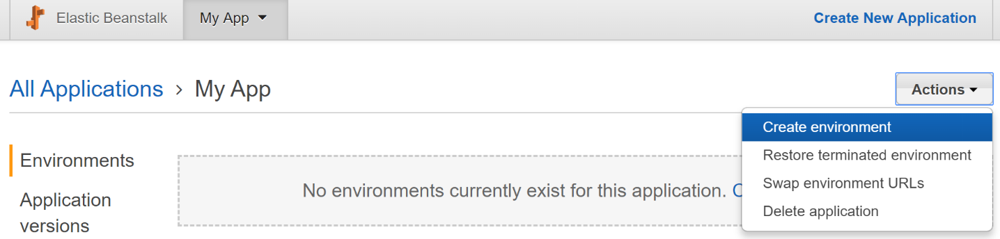 Elastic Beanstalk My App Create New Application
All Applications › My App Actions
Create environment
Restore terminated environment
Swap environment URLs
Delete application
Environments
Application
versions
No environments currently exist for this application.